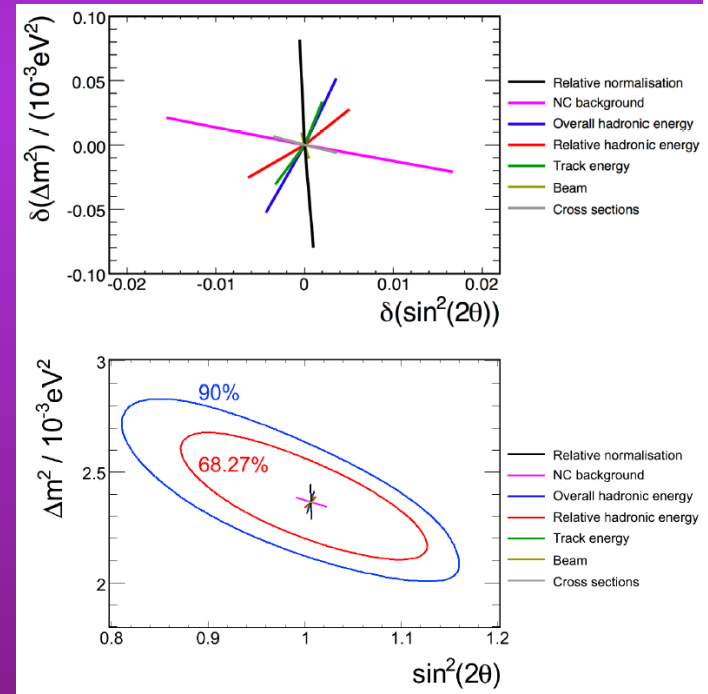 δ(Δm²) / (10⁻³eV²)
0.10
0.05
0.00
-0.05
-0.10
-0.02
-0.01
0
0.01
0.02
δ(sin²(2θ))
Relative normalisation
NC background
Overall hadronic energy
Relative hadronic energy
Track energy
Beam
Cross sections
Δm² / 10⁻³eV²
3
2.5
2
90%
68.27%
0.8
0.9
1
1.1
1.2
sin²(2θ)
Relative normalisation
NC background
Overall hadronic energy
Relative hadronic energy
Track energy
Beam
Cross sections